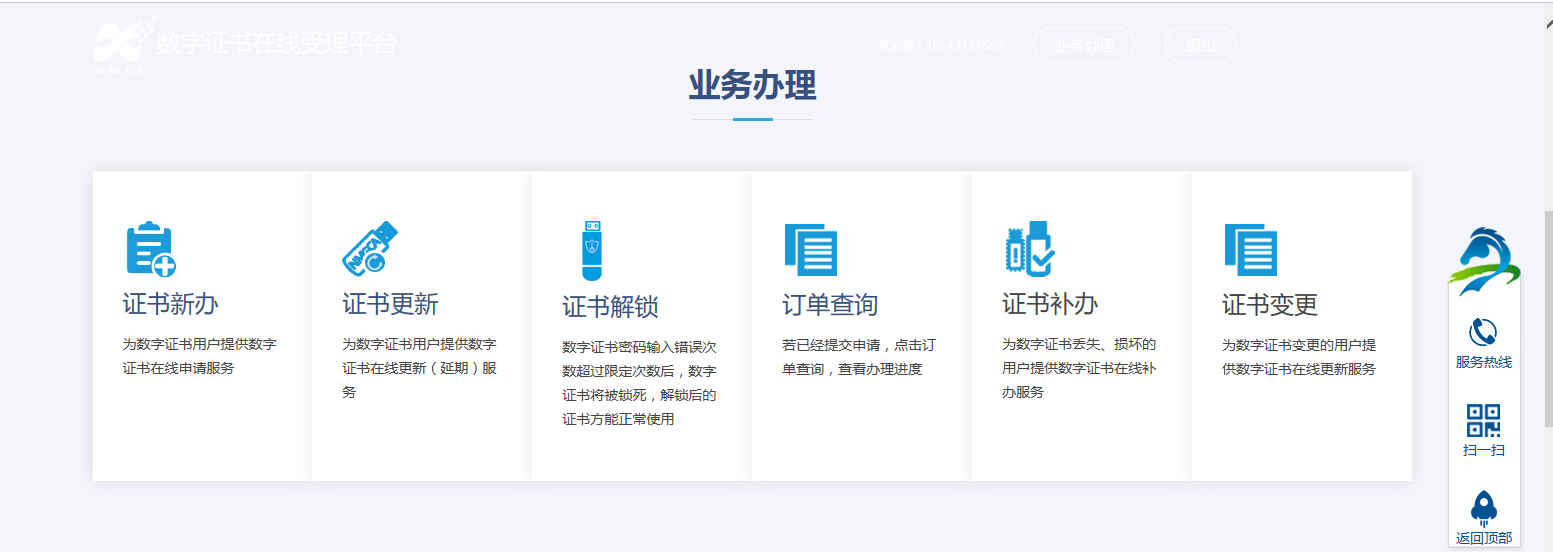 数字证书在线受理平台
业务办理
退出
业务办理
证书新办
为数字证书用户提供数字
证书在线申请服务
证书更新
为数字证书用户提供数字
证书在线更新（延期）服
务
证书解锁
数字证书密码输入错误次
数超过限定次数后，数字
证书将被锁死，解锁后的
证书方能正常使用
订单查询
若已经提交申请，点击订
单查询，查看办理进度
证书补办
为数字证书丢失、损坏的
用户提供数字证书在线补
办服务
证书变更
为数字证书变更的用户提
供数字证书在线更新服务
服务热线
扫一扫
返回顶部